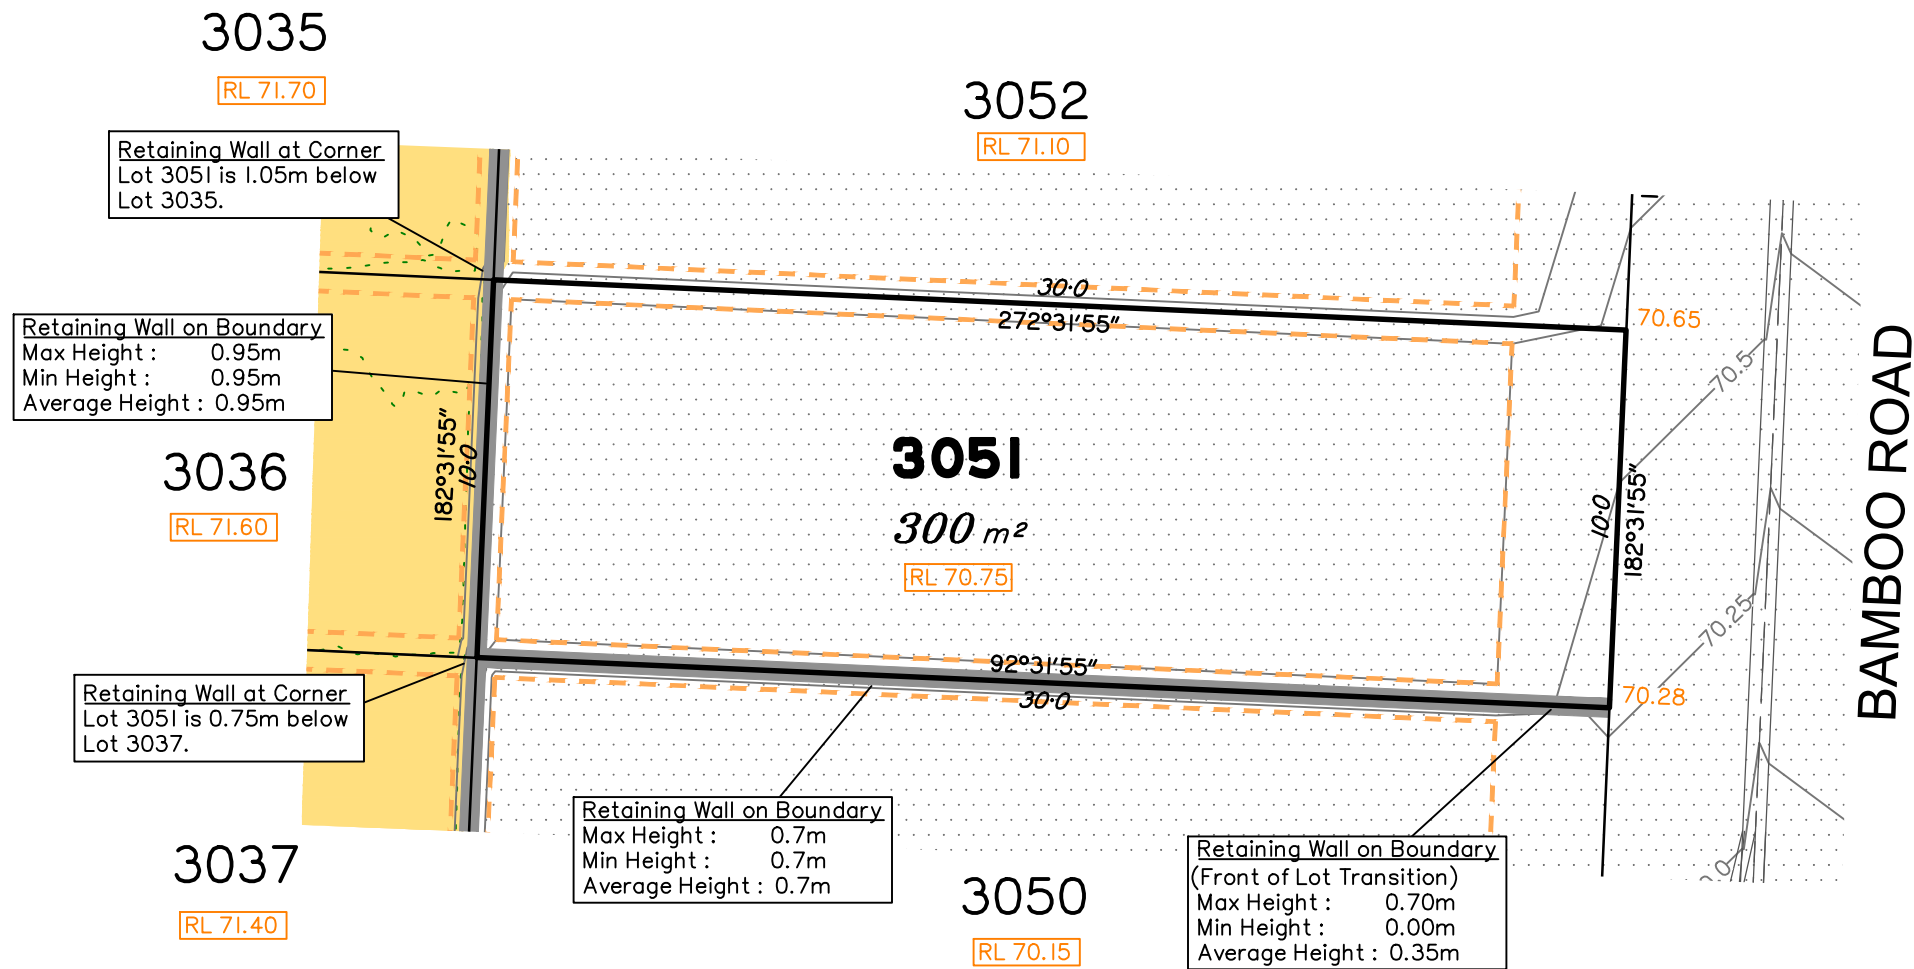 3035
RL 71.70
3052
RL 71.10
Retaining Wall at Corner
Lot 3051 is 1.05m below
Lot 3035.
30·0
272°31'55"
70.65
Retaining Wall on Boundary
Max Height : 0.95m
Min Height : 0.95m
Average Height : 0.95m
70.5
BAMBOO ROAD
182°31'55"
10·0
3051
300 m²
RL 70.75
3036
RL 71.60
10·0
182°31'55"
70.25
92°31'55"
30·0
70.28
Retaining Wall at Corner
Lot 3051 is 0.75m below
Lot 3037.
Retaining Wall on Boundary
Max Height : 0.7m
Min Height : 0.7m
Average Height : 0.7m
Retaining Wall on Boundary
(Front of Lot Transition)
Max Height : 0.70m
Min Height : 0.00m
Average Height : 0.35m
3037
RL 71.40
3050
RL 70.15